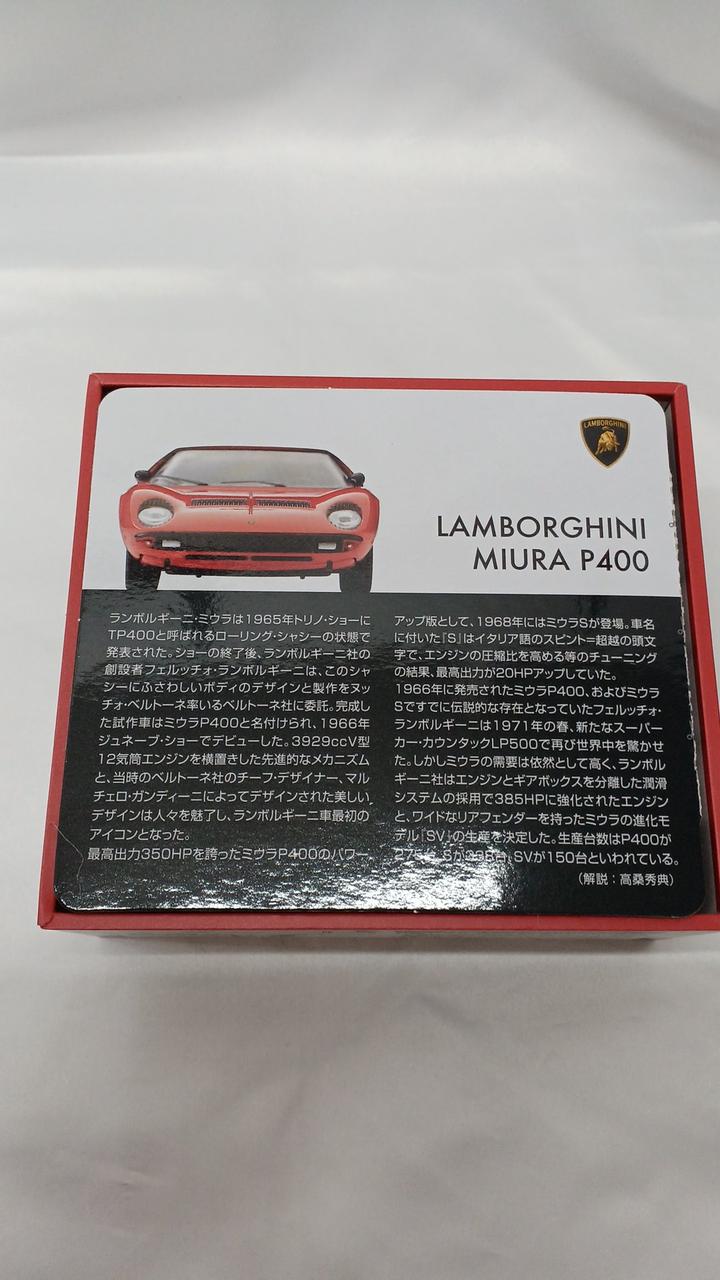 LAMBORGHINI
LAMBORGHINI
MIURA P400
ランボルギーニ・ミウラは1965年トリノ・ショーに
TP400と呼ばれるローリング・シャシーの状態で
発表された。ショーの終了後、ランボルギーニ社の
創設者フェルッチォ・ランボルギーニは、このシャ
シーにふさわしいボディのデザインと製作をヌッ
チォ・ベルトーネ率いるベルトーネ社に委託。完成し
た試作車はミウラP400と名付けられ、1966年
ジュネーブ・ショーでデビューした。3929ccV型
12気筒エンジンを横置きした先進的なメカニズム
と、当時のベルトーネ社のチーフ・デザイナー、マル
チェロ・ガンディーニによってデザインされた美しい
デザインは人々を魅了し、ランボルギーニ車最初の
アイコンとなった。
最高出力350HPを誇ったミウラP400のパワー
アップ版として、1968年にはミウラSが登場。車名
に付いた『S』はイタリア語のスピントー超越の頭文
字で、エンジンの圧縮比を高める等のチューニング
の結果、最高出力が20HPアップしていた。
1966年に発売されたミウラP400、およびミウラ
Sですでに伝説的な存在となっていたフェルッチォ・
ランボルギーニは1971年の春、新たなスーパー
カー・カウンタックLP500で再び世界中を驚かせ
た。しかしミウラの需要は依然として高く、ランボル
ギーニ社はエンジンとギアボックスを分離した潤滑
システムの採用で385HPに強化されたエンジン
と、ワイドなリアフェンダーを持ったミウラの進化モ
デル『SV』の生産を決定した。生産台数はP400が
275台、Sが338台、SVが150台といわれている。
(解説：高桑秀典)